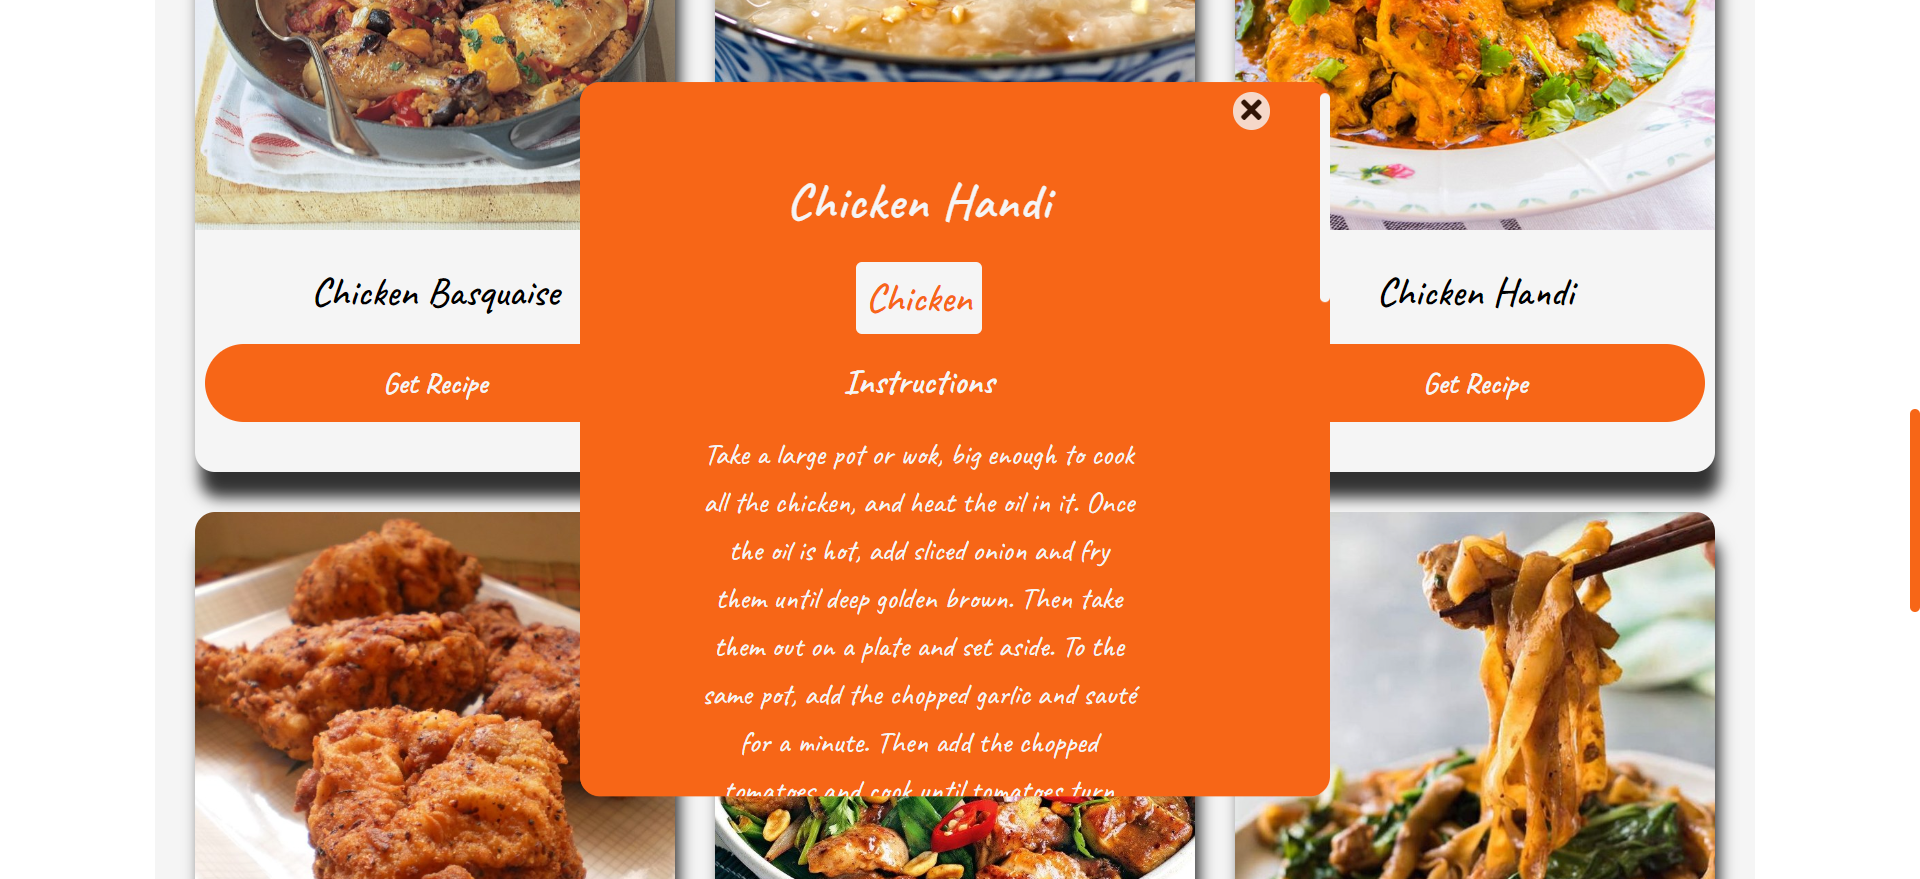 Chicken Handi
Chicken
Instructions
Take a large pot or wok, big enough to cook
all the chicken, and heat the oil in it. Once
the oil is hot, add sliced onion and fry
them until deep golden brown. Then take
them out on a plate and set aside. To the
same pot, add the chopped garlic and sauté
for a minute. Then add the chopped
tomatoes and cook until tomatoes turn
Chicken Basquaise
Get Recipe
Chicken Handi
Get Recipe